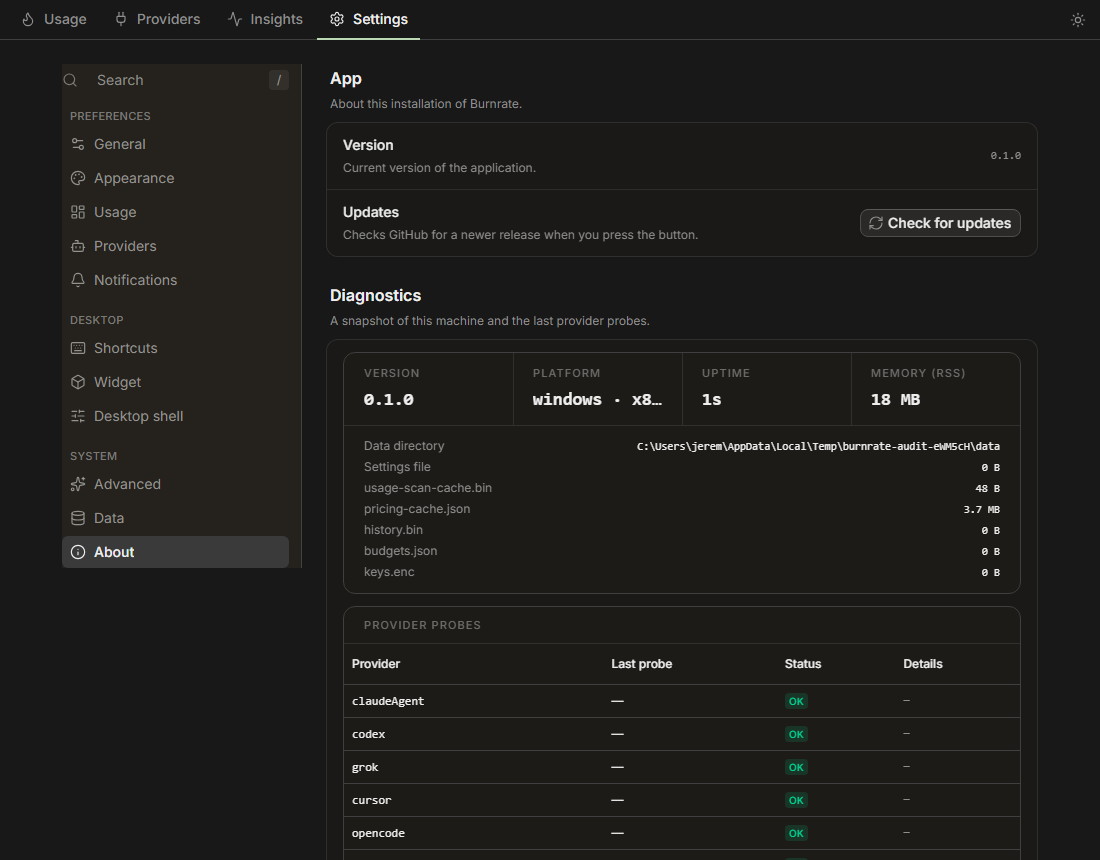 Usage Providers Insights Settings
Search /
PREFERENCES
General
Appearance
Usage
Providers
Notifications
DESKTOP
Shortcuts
Widget
Desktop shell
SYSTEM
Advanced
Data
About
App
About this installation of Burnrate.
Version
Current version of the application.
0.1.0
Updates
Checks GitHub for a newer release when you press the button.
Check for updates
Diagnostics
A snapshot of this machine and the last provider probes.
VERSION PLATFORM UPTIME MEMORY (RSS)
0.1.0 windows · x8… 1s 18 MB
Data directory C:\Users\jerem\AppData\Local\Temp\burnrate-audit-eWM5cH\data
Settings file 0 B
usage-scan-cache.bin 48 B
pricing-cache.json 3.7 MB
history.bin 0 B
budgets.json 0 B
keys.enc 0 B
PROVIDER PROBES
Provider Last probe Status Details
claudeAgent — OK —
codex — OK —
grok — OK —
cursor — OK —
opencode — OK —